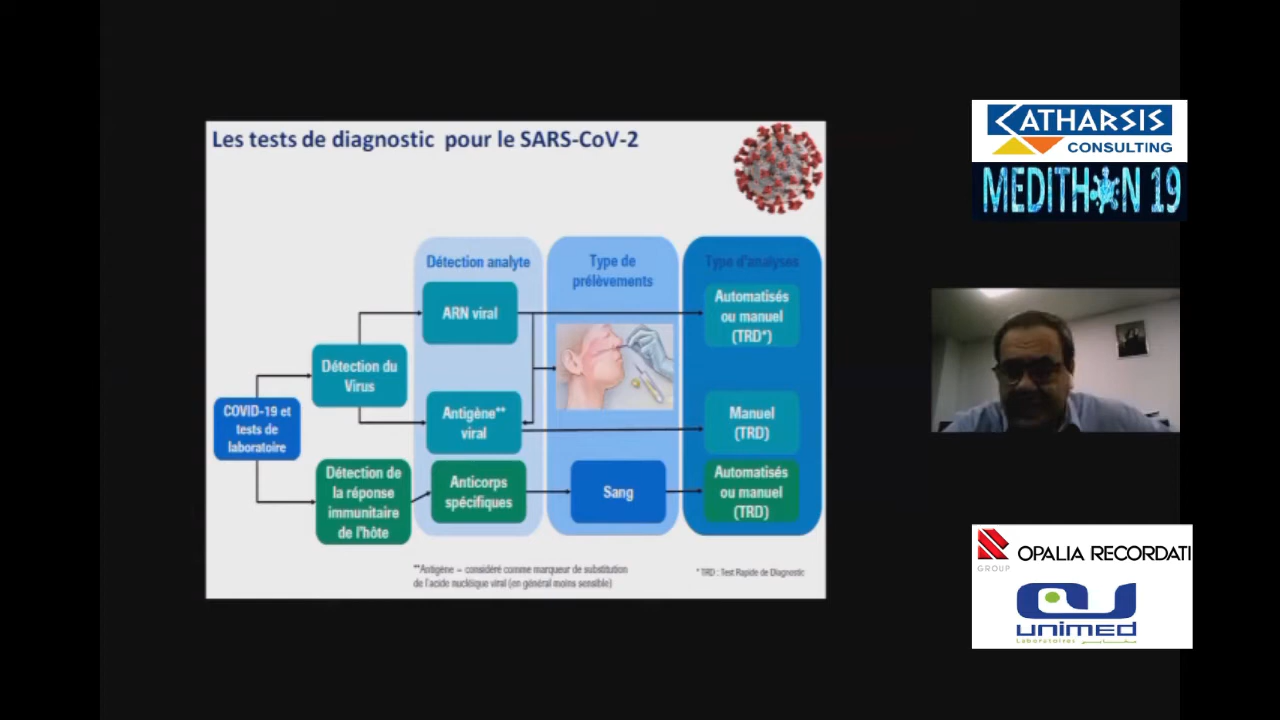 Les tests de diagnostic pour le SARS-CoV-2
Détection analyte
Type de
prélèvements
Type d'analyses
ARN viral
Automatisés
ou manuel
(TRD*)
Détection du
Virus
COVID-19 et
tests de
laboratoire
Antigène**
viral
Manuel
(TRD)
Détection de
la réponse
immunitaire
de l'hôte
Anticorps
spécifiques
Sang
Automatisés
ou manuel
(TRD)
**Antigène = considéré comme marqueur de substitution
de l'acide nucléique viral (en général moins sensible)
* TRD : Test Rapide de Diagnostic
KATHARSIS
CONSULTING
MEDITHON 19
GROUP
OPALIA RECORDATI
unimed
Laboratoires مخابر